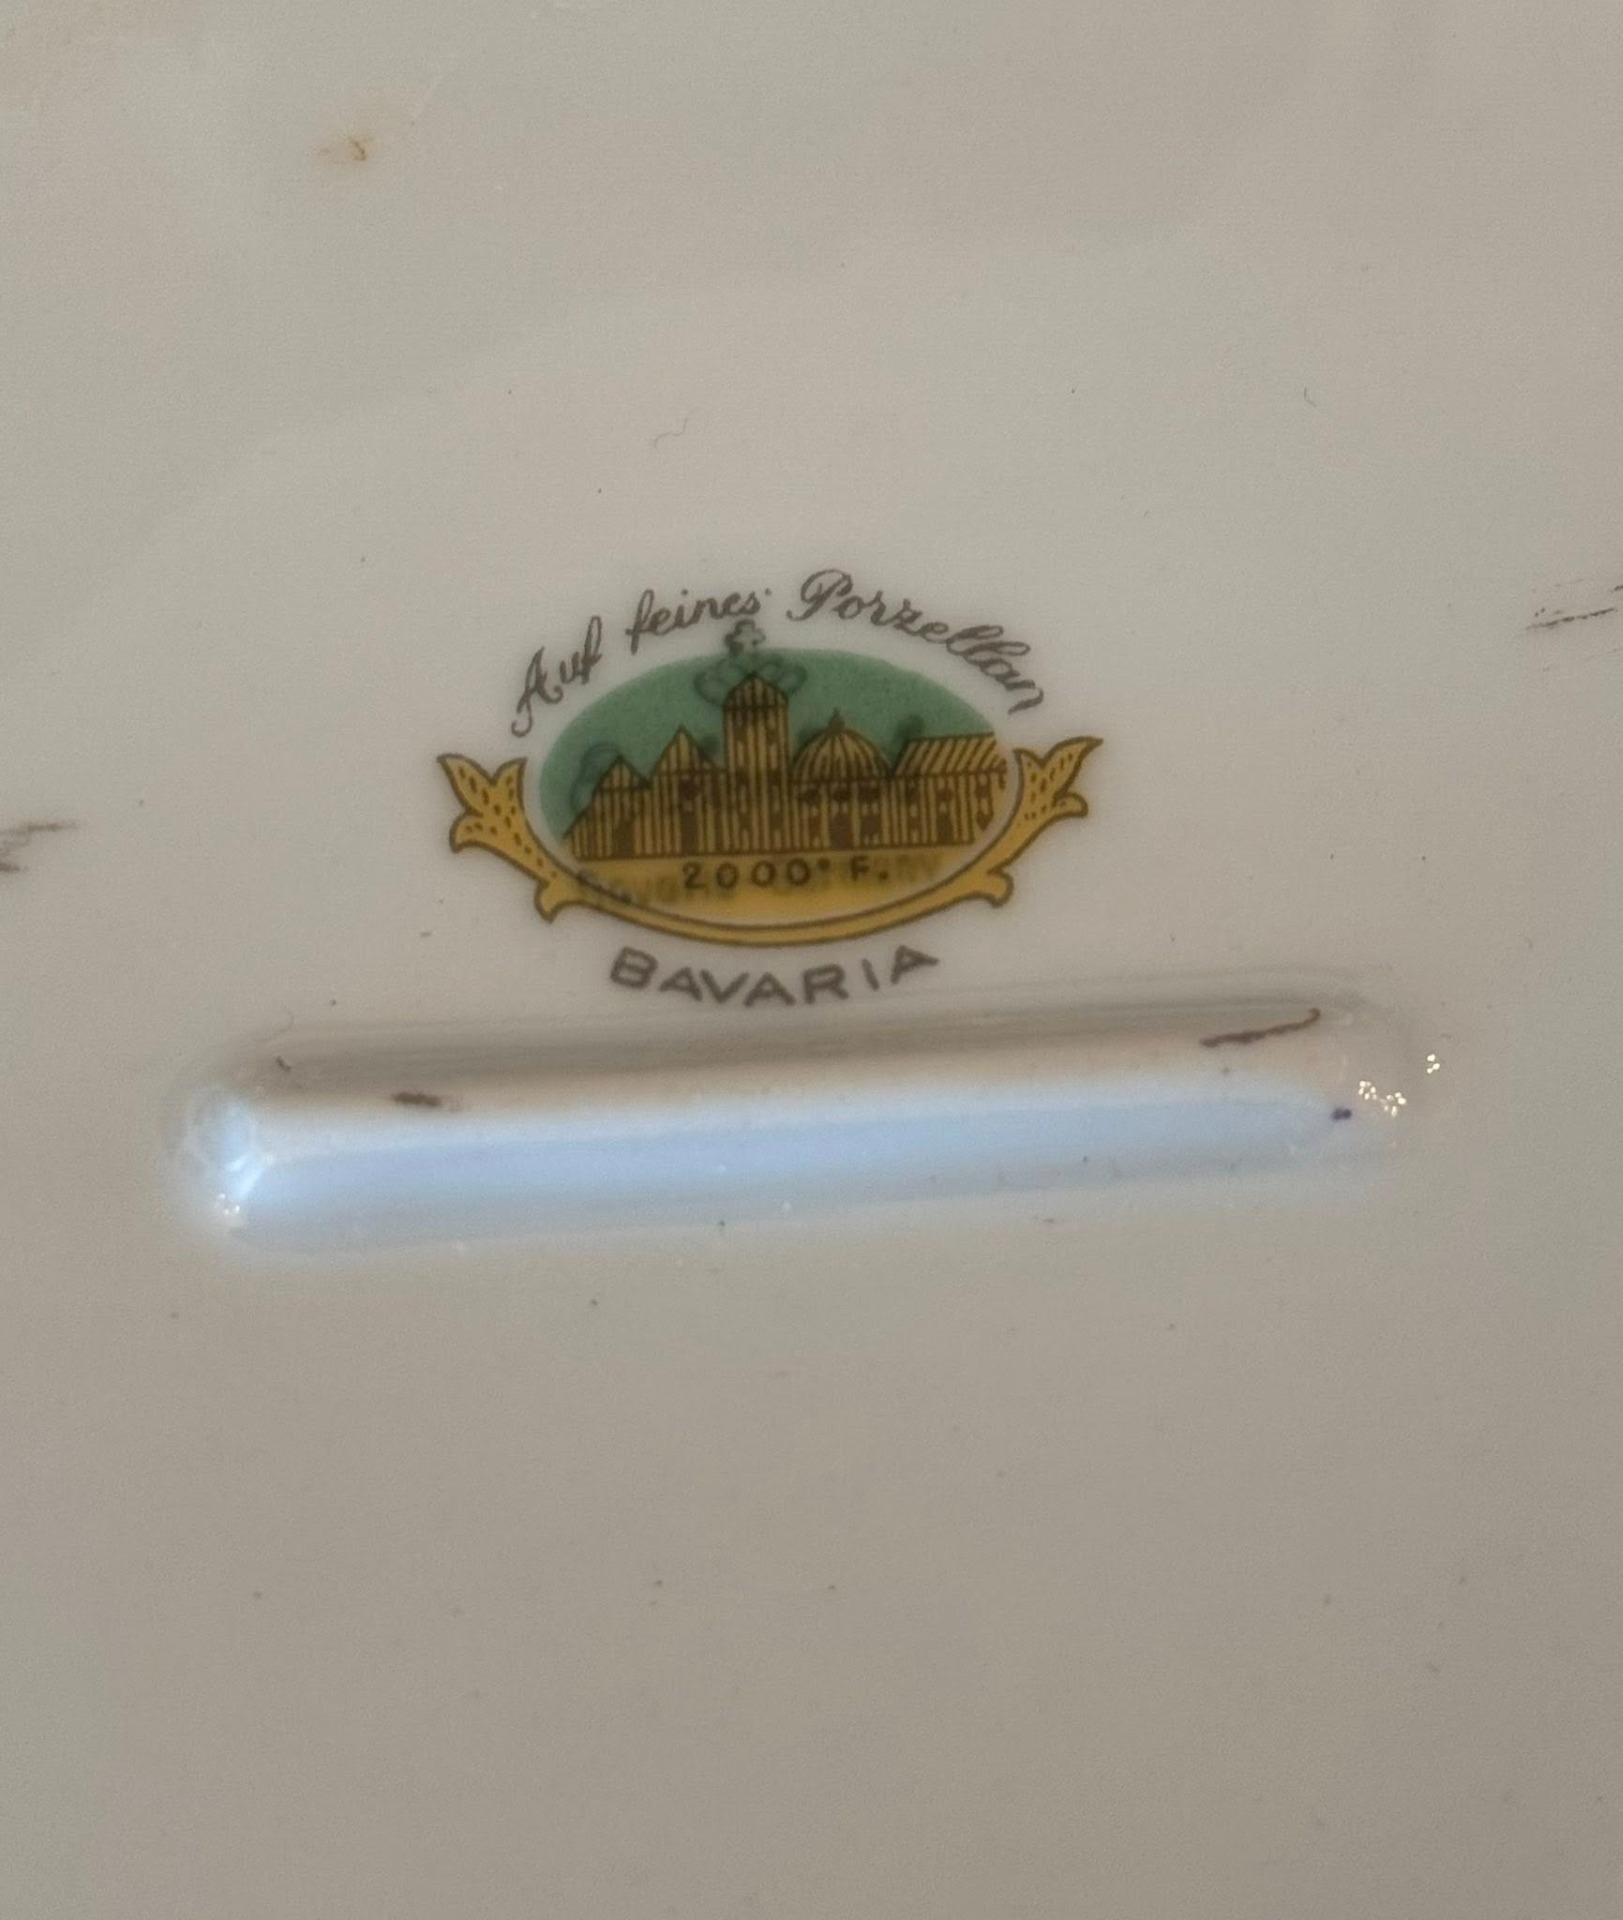 Auf feines Porzellan
2000° F.
BAVARIA